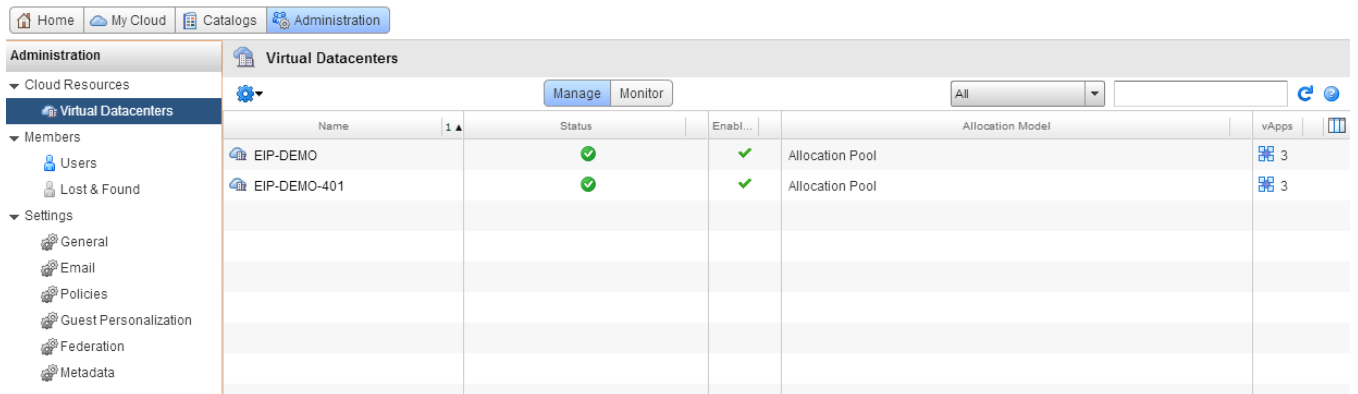 Home My Cloud Catalogs Administration
Administration
Virtual Datacenters
Cloud Resources
Manage Monitor All
Virtual Datacenters
Name 1 Status Enabl... Allocation Model vApps
Members
EIP-DEMO Allocation Pool 3
Users
EIP-DEMO-401 Allocation Pool 3
Lost & Found
Settings
General
Email
Policies
Guest Personalization
Federation
Metadata